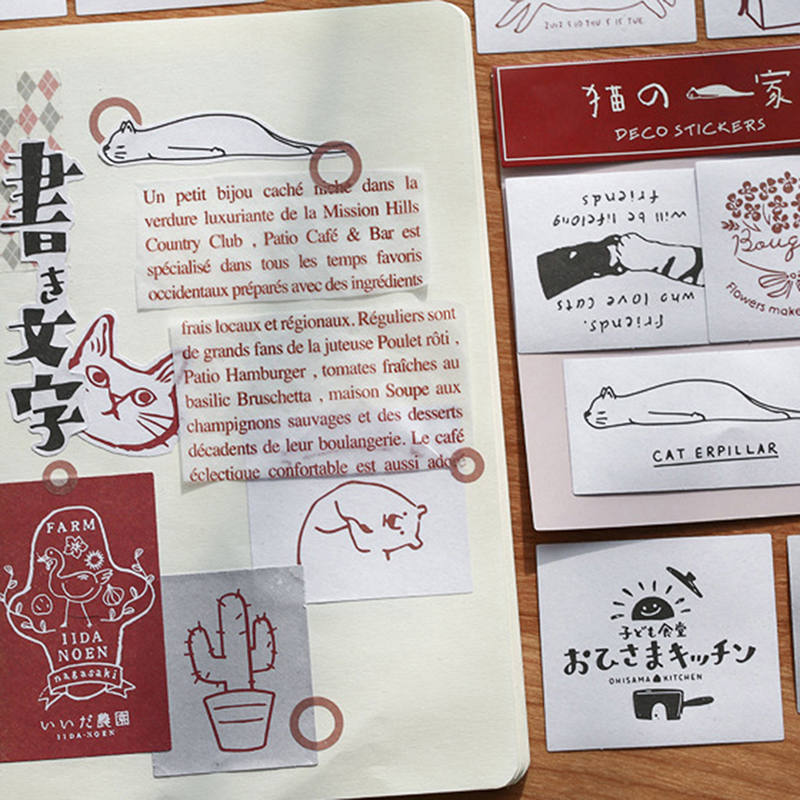 書き文字
Un petit bijou caché niché dans la
verdure luxuriante de la Mission Hills
Country Club , Patio Café & Bar est
spécialisé dans tous les temps favoris
occidentaux préparés avec des ingrédients
frais locaux et régionaux. Réguliers sont
de grands fans de la juteuse Poulet rôti ,
Patio Hamburger , tomates fraîches au
basilic Bruschetta , maison Soupe aux
champignons sauvages et des desserts
décadents de leur boulangerie. Le café
éclectique confortable est aussi adore
FARM
IIDA
NOEN
nagasaki
いいだ農園
IIDA-NOEN
猫の一家
DECO STICKERS
friends.
who love cats
will be lifelong
friends
Flowers make
CAT ERPILLAR
子ども食堂
おひさまキッチン
OHISAMA KITCHEN